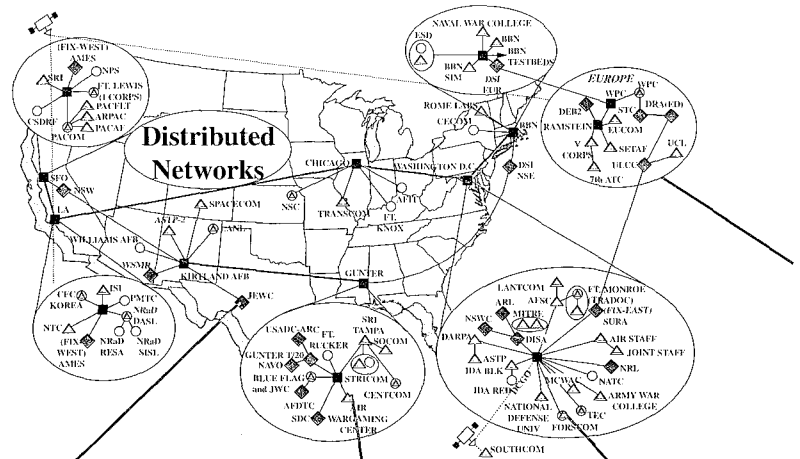 NAVAL WAR COLLEGE
ESD
BBN
BBN
TESTBEDS
BBN
SIM
DSI
EUR
(FIX-WEST)
AMES
SRI
NPS
FT. LEWIS
(I CORPS)
PACFLT
ARPAC
PACAF
CSDRF
PACOM
EUROPE
WPC
WPC
DEB2
STC
DRA(ED)
RAMSTEIN
EUCOM
V
CORPS
SETAF
7th ATC
ULCC
UCL
ROME LABS
CECOM
BBN
DSI
NSE
Distributed
Networks
CHICAGO
WASHINGTON D.C.
SFO
NSW
LA
NSC
TRANSCOM
AFIT
FT.
KNOX
SPACECOM
ASTP-2
ANL
WILLIAMS AFB
WSMR
KIRTLAND AFB
GUNTER
JEWC
ISI
CFC
KOREA
PMTC
NRaD
DASL
NTC
(FIX-
WEST)
AMES
NRaD
RESA
NRaD
SISL
USADC-ARC
FT.
RUCKER
SRI
TAMPA
SOCOM
GUNTER T/20
NAVO
BLUE FLAG
and JWC
STRICOM
CENTCOM
AFDTC
SDC
AIR
WARGAMING
CENTER
LANTCOM
ARL
AFSC
FT. MONROE
(TRADOC)
(FIX-EAST)
SURA
NSWC
MITRE
DISA
DARPA
AIR STAFF
JOINT STAFF
ASTP
IDA BLK
NRL
IDA RED
MCWAC
NATC
ARMY WAR
COLLEGE
NATIONAL
DEFENSE
UNIV
TEC
FORSCOM
SOUTHCOM